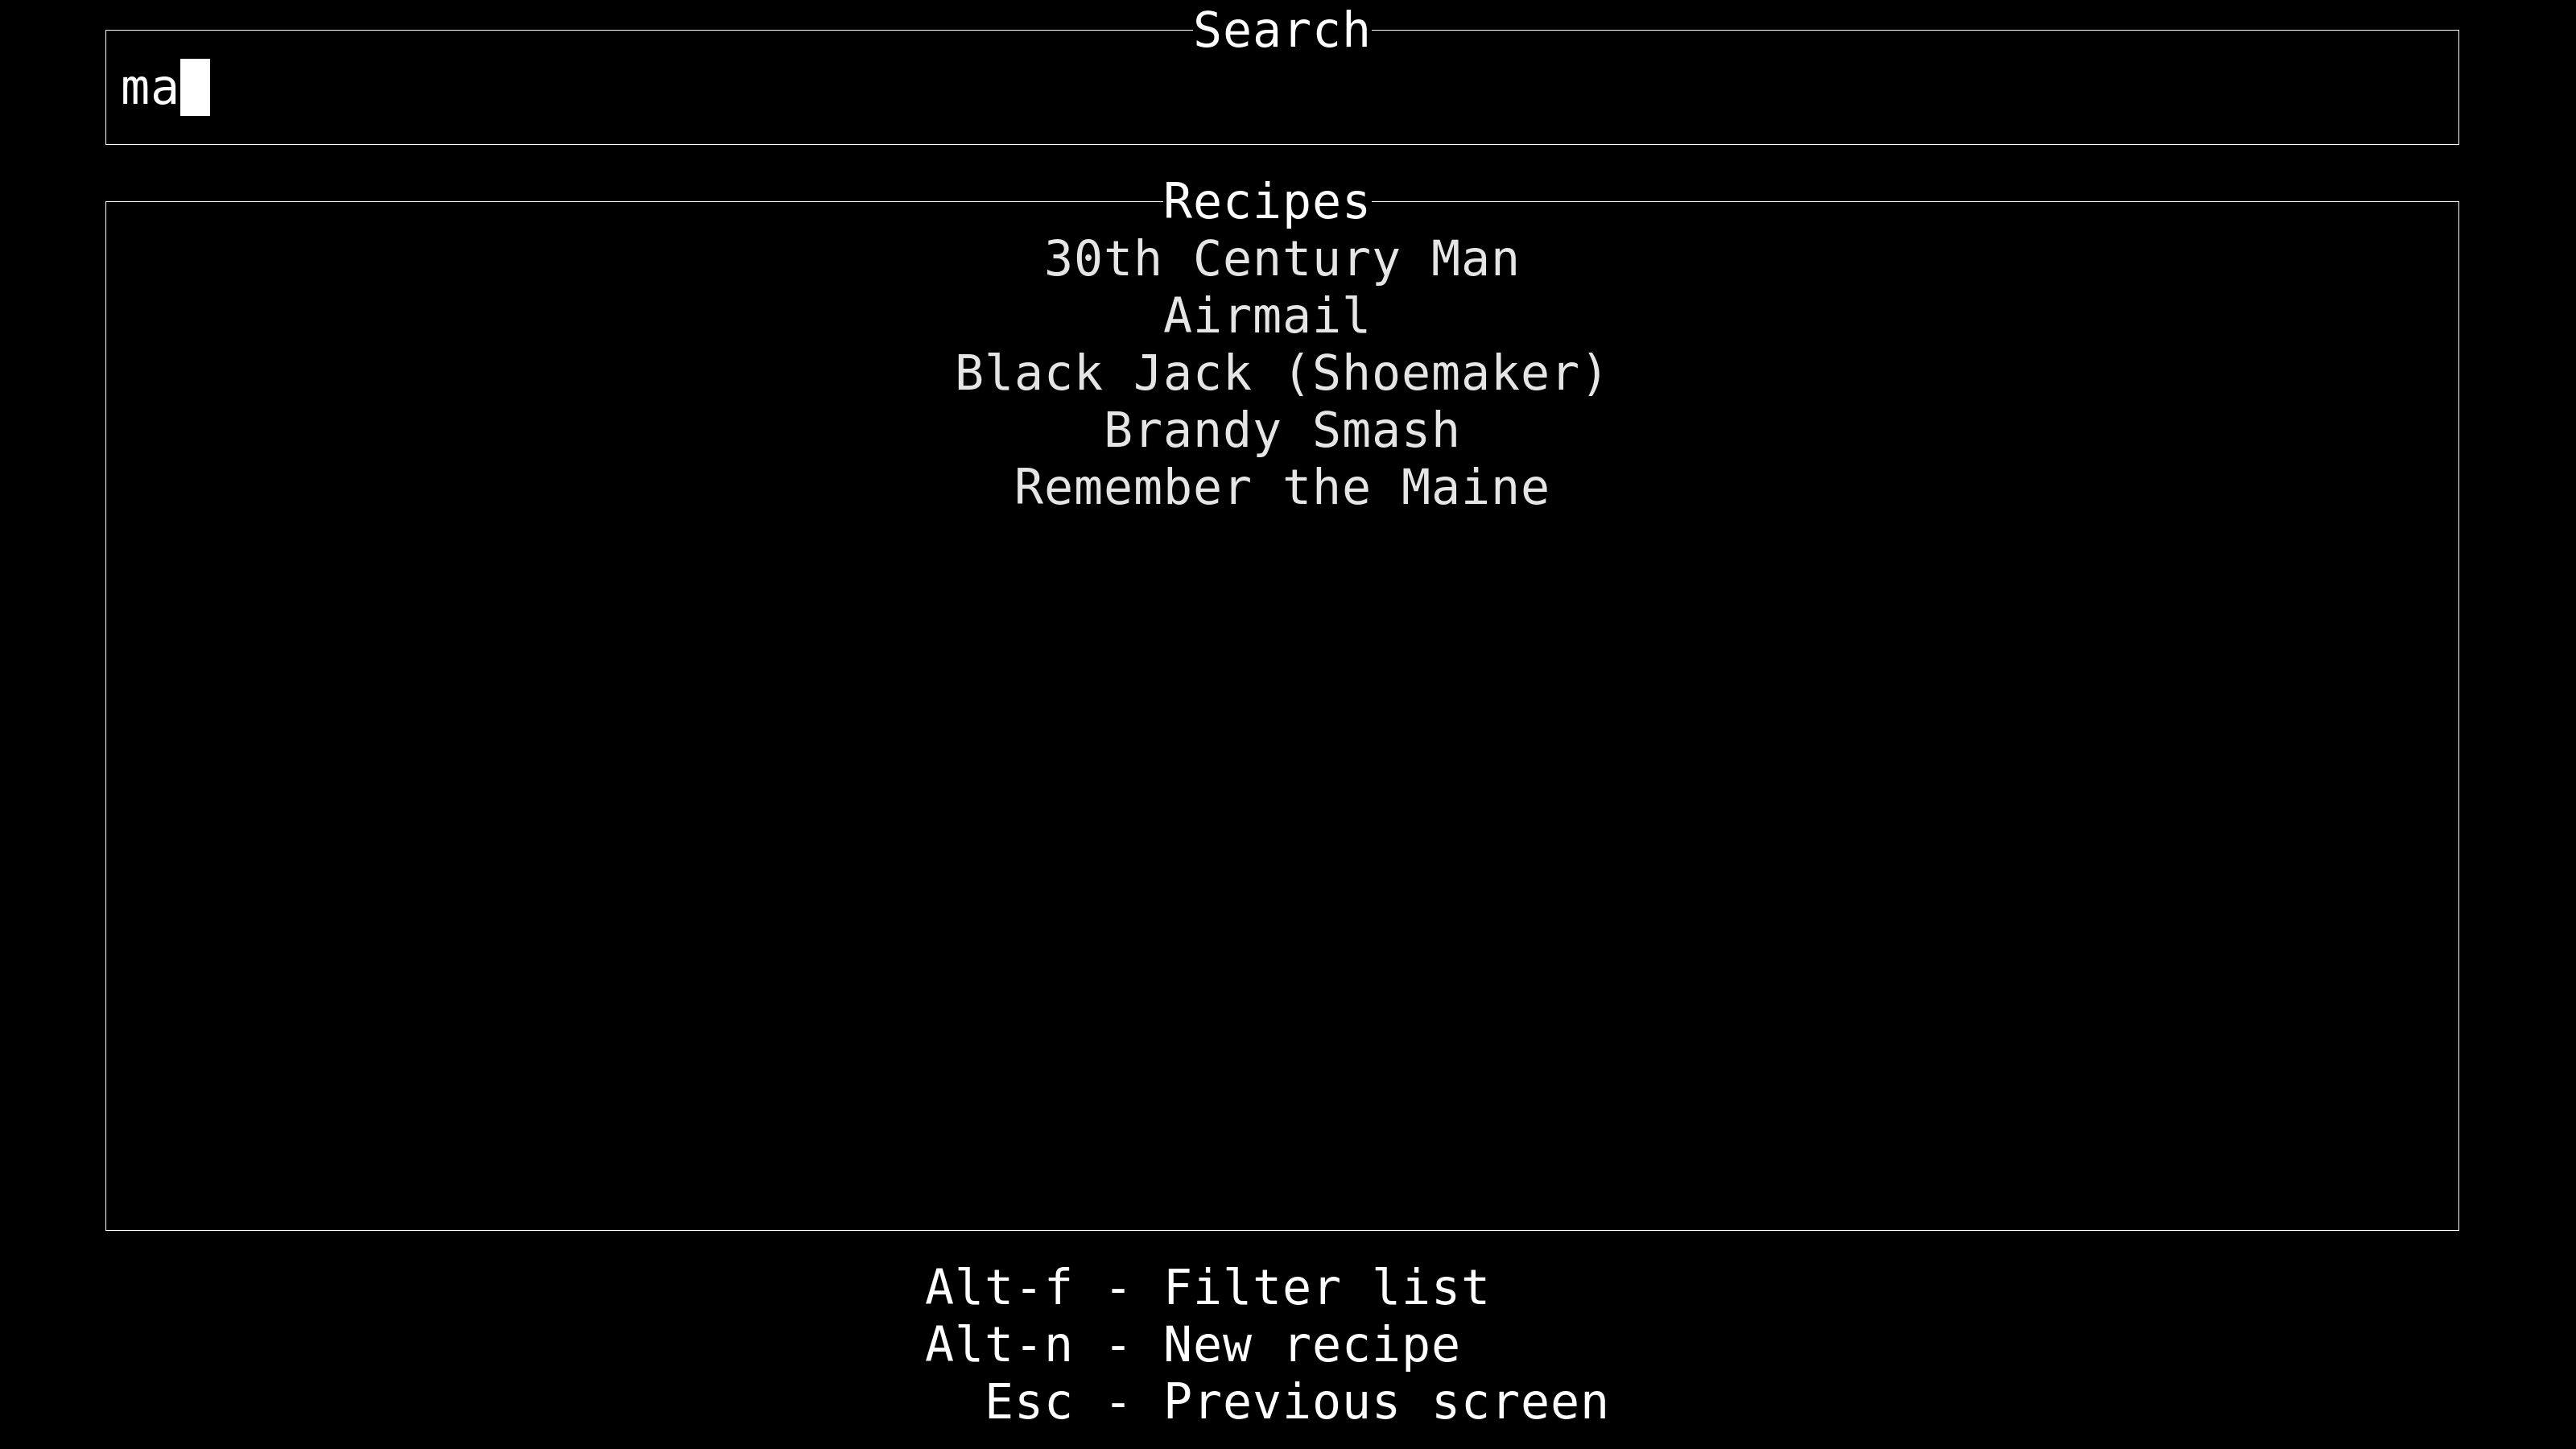 Search
ma
Recipes
30th Century Man
Airmail
Black Jack (Shoemaker)
Brandy Smash
Remember the Maine
Alt-f - Filter list
Alt-n - New recipe
Esc - Previous screen